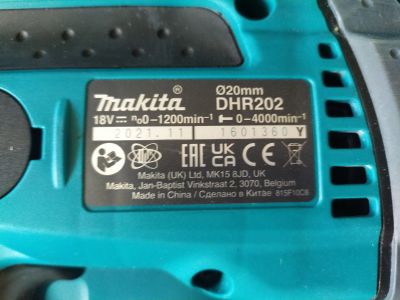 makita® Ø20mm
DHR202
18V⎓ n₀0-1200min⁻¹ 0-4000min⁻¹
2021.11 1601360 Y
EAC UK CA CE
Makita (UK) Ltd, MK15 8JD, UK
Makita, Jan-Baptist Vinkstraat 2, 3070, Belgium
Made in China / Сделано в Китае 815F10C8